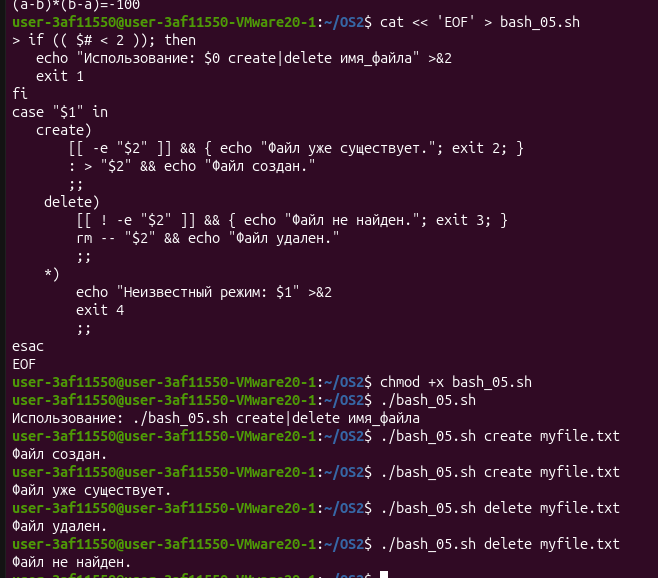 (a-b)*(b-a)=-100
user-3af11550@user-3af11550-VMware20-1:~/OS2$ cat << 'EOF' > bash_05.sh
> if (( $# < 2 )); then
   echo "Использование: $0 create|delete имя_файла" >&2
   exit 1
fi
case "$1" in
   create)
       [[ -e "$2" ]] && { echo "Файл уже существует."; exit 2; }
       : > "$2" && echo "Файл создан."
       ;;
    delete)
        [[ ! -e "$2" ]] && { echo "Файл не найден."; exit 3; }
        rm -- "$2" && echo "Файл удален."
        ;;
    *)
        echo "Неизвестный режим: $1" >&2
        exit 4
        ;;
esac
EOF
user-3af11550@user-3af11550-VMware20-1:~/OS2$ chmod +x bash_05.sh
user-3af11550@user-3af11550-VMware20-1:~/OS2$ ./bash_05.sh
Использование: ./bash_05.sh create|delete имя_файла
user-3af11550@user-3af11550-VMware20-1:~/OS2$ ./bash_05.sh create myfile.txt
Файл создан.
user-3af11550@user-3af11550-VMware20-1:~/OS2$ ./bash_05.sh create myfile.txt
Файл уже существует.
user-3af11550@user-3af11550-VMware20-1:~/OS2$ ./bash_05.sh delete myfile.txt
Файл удален.
user-3af11550@user-3af11550-VMware20-1:~/OS2$ ./bash_05.sh delete myfile.txt
Файл не найден.
user-3af11550@user-3af11550-VMware20-1:~/OS2$